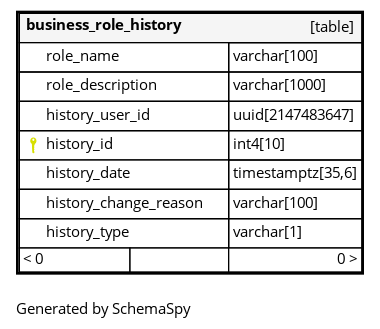 business_role_history [table]
role_name varchar[100]
role_description varchar[1000]
history_user_id uuid[2147483647]
history_id int4[10]
history_date timestamptz[35,6]
history_change_reason varchar[100]
history_type varchar[1]
< 0 0 >
Generated by SchemaSpy